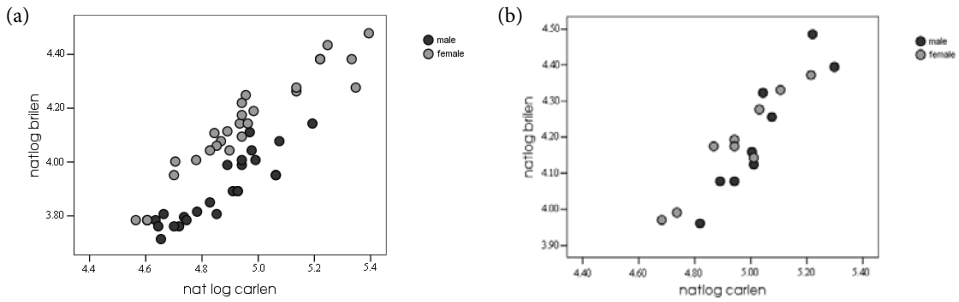 (a)
natlog brilen
4.40
4.20
4.00
3.80
4.4 4.6 4.8 5.0 5.2 5.4
nat log carlen
male
female
(b)
natlog brilen
4.50
4.40
4.30
4.20
4.10
4.00
3.90
4.40 4.60 4.80 5.00 5.20 5.40
natlog carlen
male
female